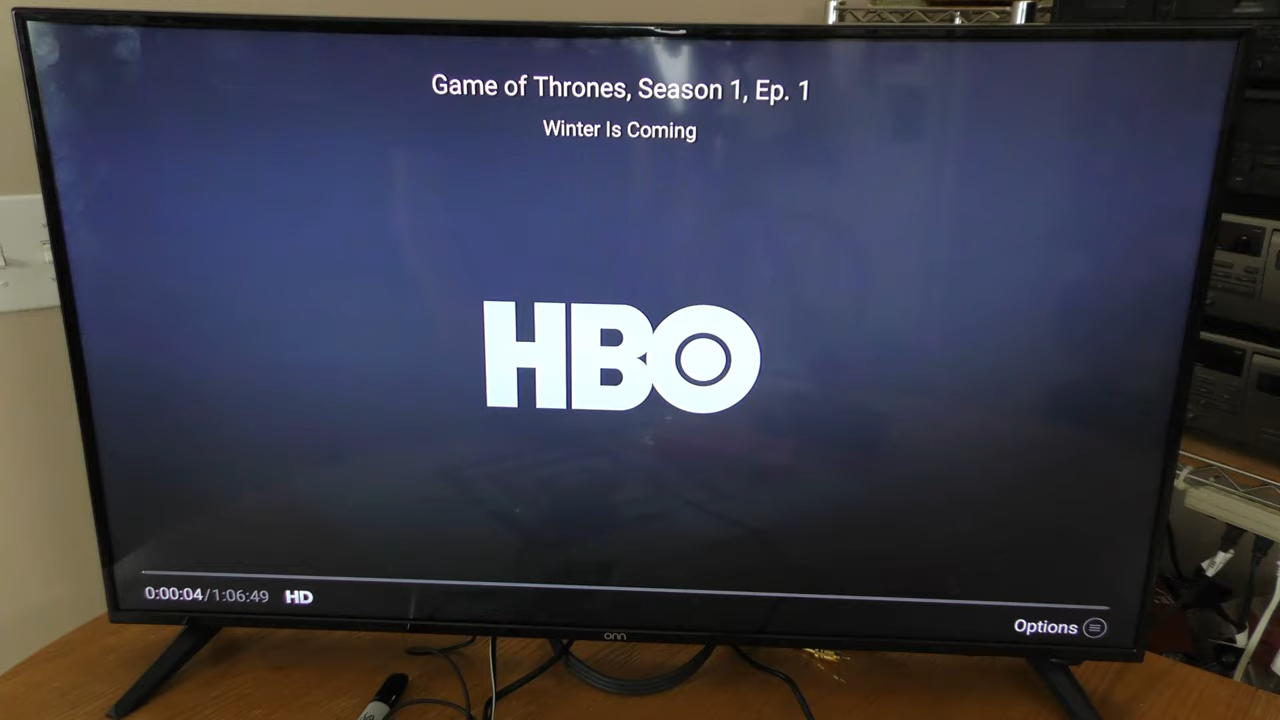 Game of Thrones, Season 1, Ep. 1
Winter Is Coming
HBO
0:00:04/1:06:49 HD
Options
onn